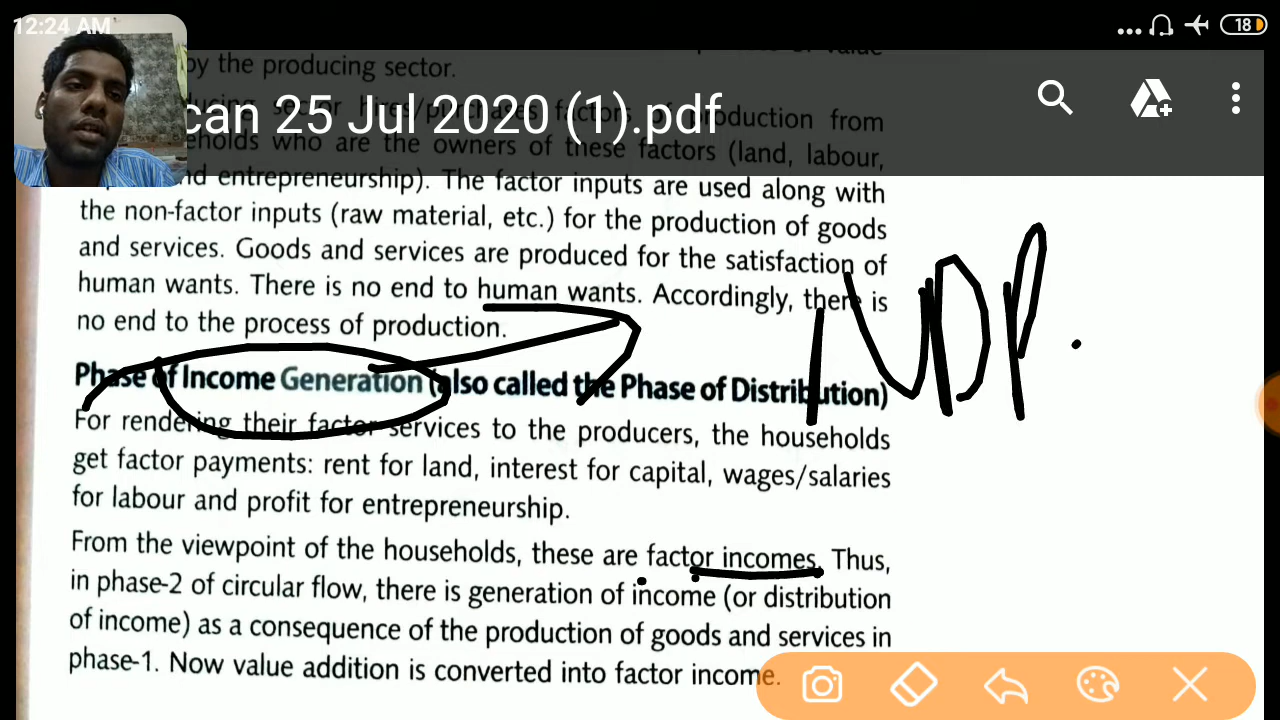 12:24 AM
18
value
by the producing sector.
can 25 Jul 2020 (1).pdf
hires/purchases factors of production from
eholds who are the owners of these factors (land, labour,
nd entrepreneurship). The factor inputs are used along with
the non-factor inputs (raw material, etc.) for the production of goods
and services. Goods and services are produced for the satisfaction of
human wants. There is no end to human wants. Accordingly, there is
no end to the process of production.
NDP.
Phase of Income Generation (also called the Phase of Distribution)
For rendering their factor services to the producers, the households
get factor payments: rent for land, interest for capital, wages/salaries
for labour and profit for entrepreneurship.
From the viewpoint of the households, these are factor incomes. Thus,
in phase-2 of circular flow, there is generation of income (or distribution
of income) as a consequence of the production of goods and services in
phase-1. Now value addition is converted into factor income.